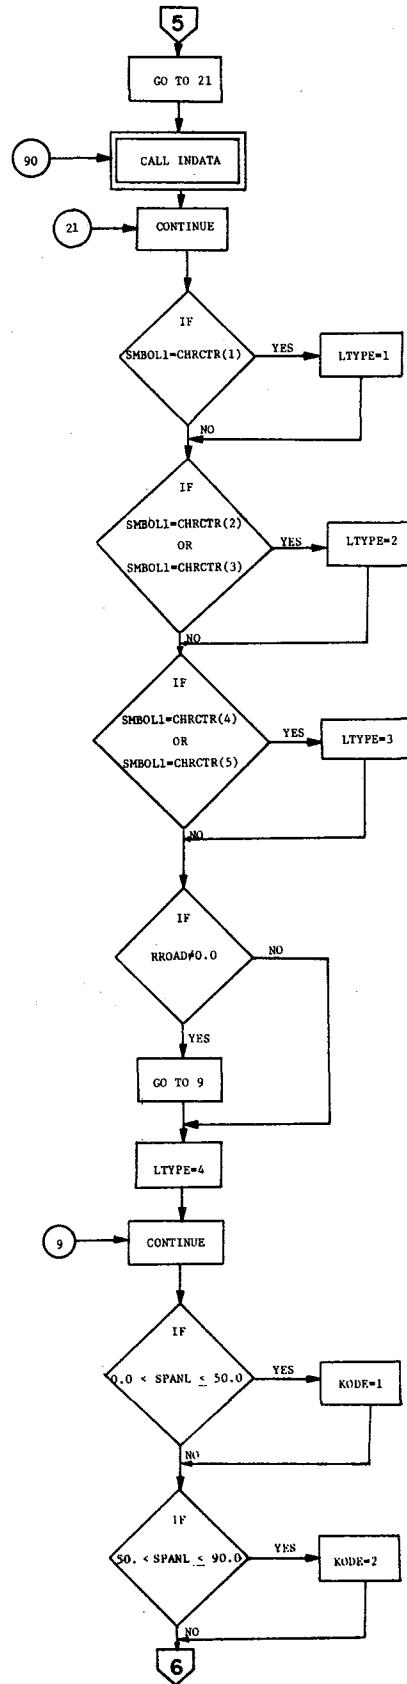 5
GO TO 21
90
CALL INDATA
21
CONTINUE
IF
SMBOL1=CHRCTR(1)
YES
LTYPE=1
NO
IF
SMBOL1=CHRCTR(2)
OR
SMBOL1=CHRCTR(3)
YES
LTYPE=2
NO
IF
SMBOL1=CHRCTR(4)
OR
SMBOL1=CHRCTR(5)
YES
LTYPE=3
NO
IF
RROAD≠0.0
NO
YES
GO TO 9
LTYPE=4
9
CONTINUE
IF
0.0 < SPANL ≤ 50.0
YES
KODE=1
NO
IF
50. < SPANL ≤ 90.0
YES
KODE=2
NO
6